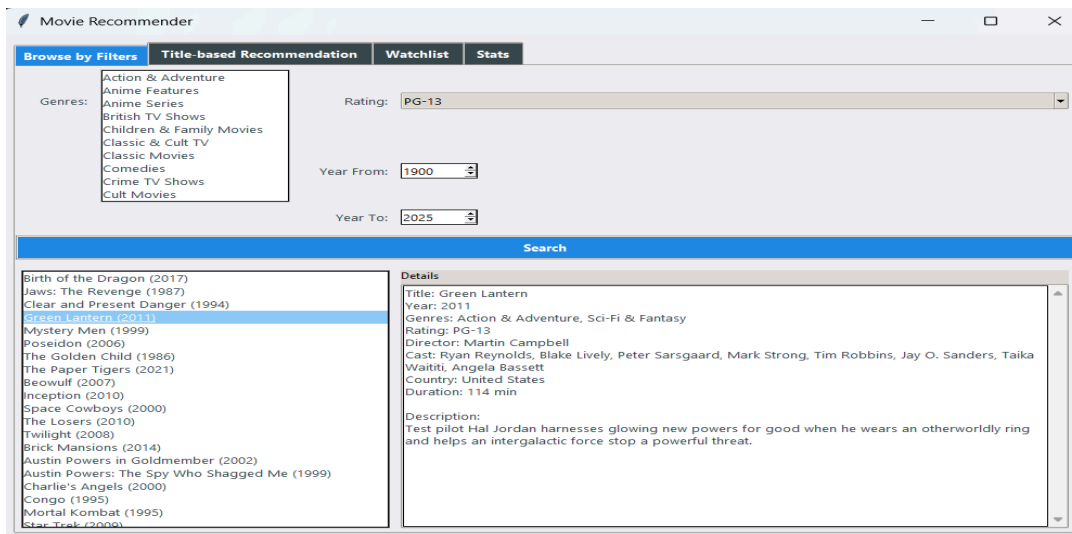 Movie Recommender
Browse by Filters
Title-based Recommendation
Watchlist
Stats
Genres:
Action & Adventure
Anime Features
Anime Series
British TV Shows
Children & Family Movies
Classic & Cult TV
Classic Movies
Comedies
Crime TV Shows
Cult Movies
Rating: PG-13
Year From: 1900
Year To: 2025
Search
Birth of the Dragon (2017)
Jaws: The Revenge (1987)
Clear and Present Danger (1994)
Green Lantern (2011)
Mystery Men (1999)
Poseidon (2006)
The Golden Child (1986)
The Paper Tigers (2021)
Beowulf (2007)
Inception (2010)
Space Cowboys (2000)
The Losers (2010)
Twilight (2008)
Brick Mansions (2014)
Austin Powers in Goldmember (2002)
Austin Powers: The Spy Who Shagged Me (1999)
Charlie's Angels (2000)
Congo (1995)
Mortal Kombat (1995)
Star Trek (2009)
Details
Title: Green Lantern
Year: 2011
Genres: Action & Adventure, Sci-Fi & Fantasy
Rating: PG-13
Director: Martin Campbell
Cast: Ryan Reynolds, Blake Lively, Peter Sarsgaard, Mark Strong, Tim Robbins, Jay O. Sanders, Taika
Waititi, Angela Bassett
Country: United States
Duration: 114 min
Description:
Test pilot Hal Jordan harnesses glowing new powers for good when he wears an otherworldly ring
and helps an intergalactic force stop a powerful threat.